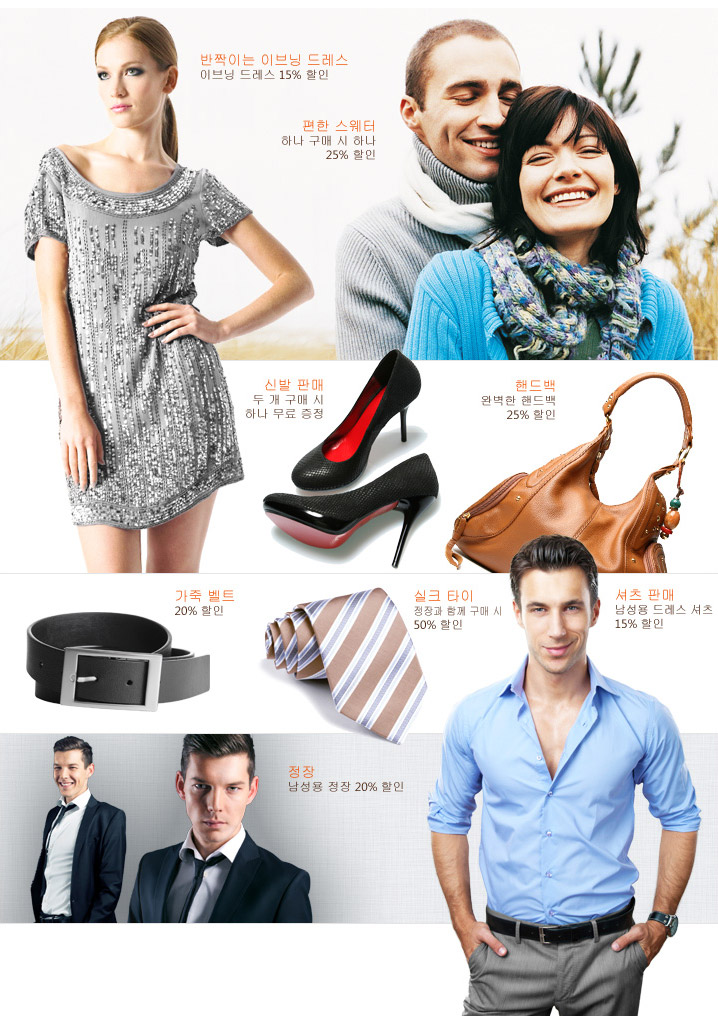 반짝이는 이브닝 드레스
이브닝 드레스 15% 할인
편한 스웨터
하나 구매 시 하나
25% 할인
신발 판매
두 개 구매 시
하나 무료 증정
핸드백
완벽한 핸드백
25% 할인
가죽 벨트
20% 할인
실크 타이
정장과 함께 구매 시
50% 할인
셔츠 판매
남성용 드레스 셔츠
15% 할인
정장
남성용 정장 20% 할인